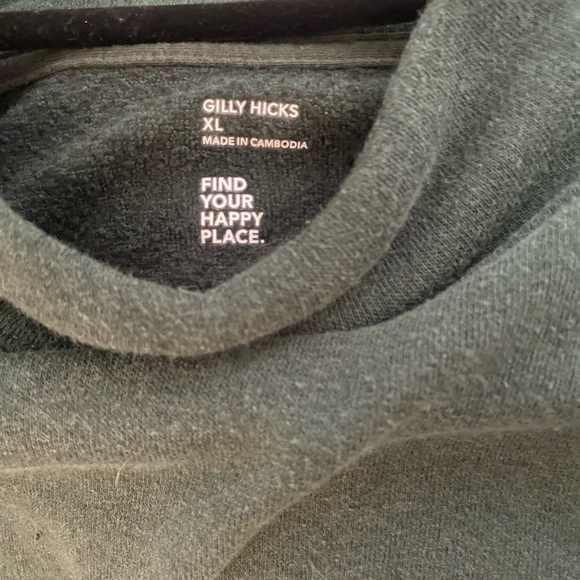 GILLY HICKS
XL
MADE IN CAMBODIA
FIND
YOUR
HAPPY
PLACE.